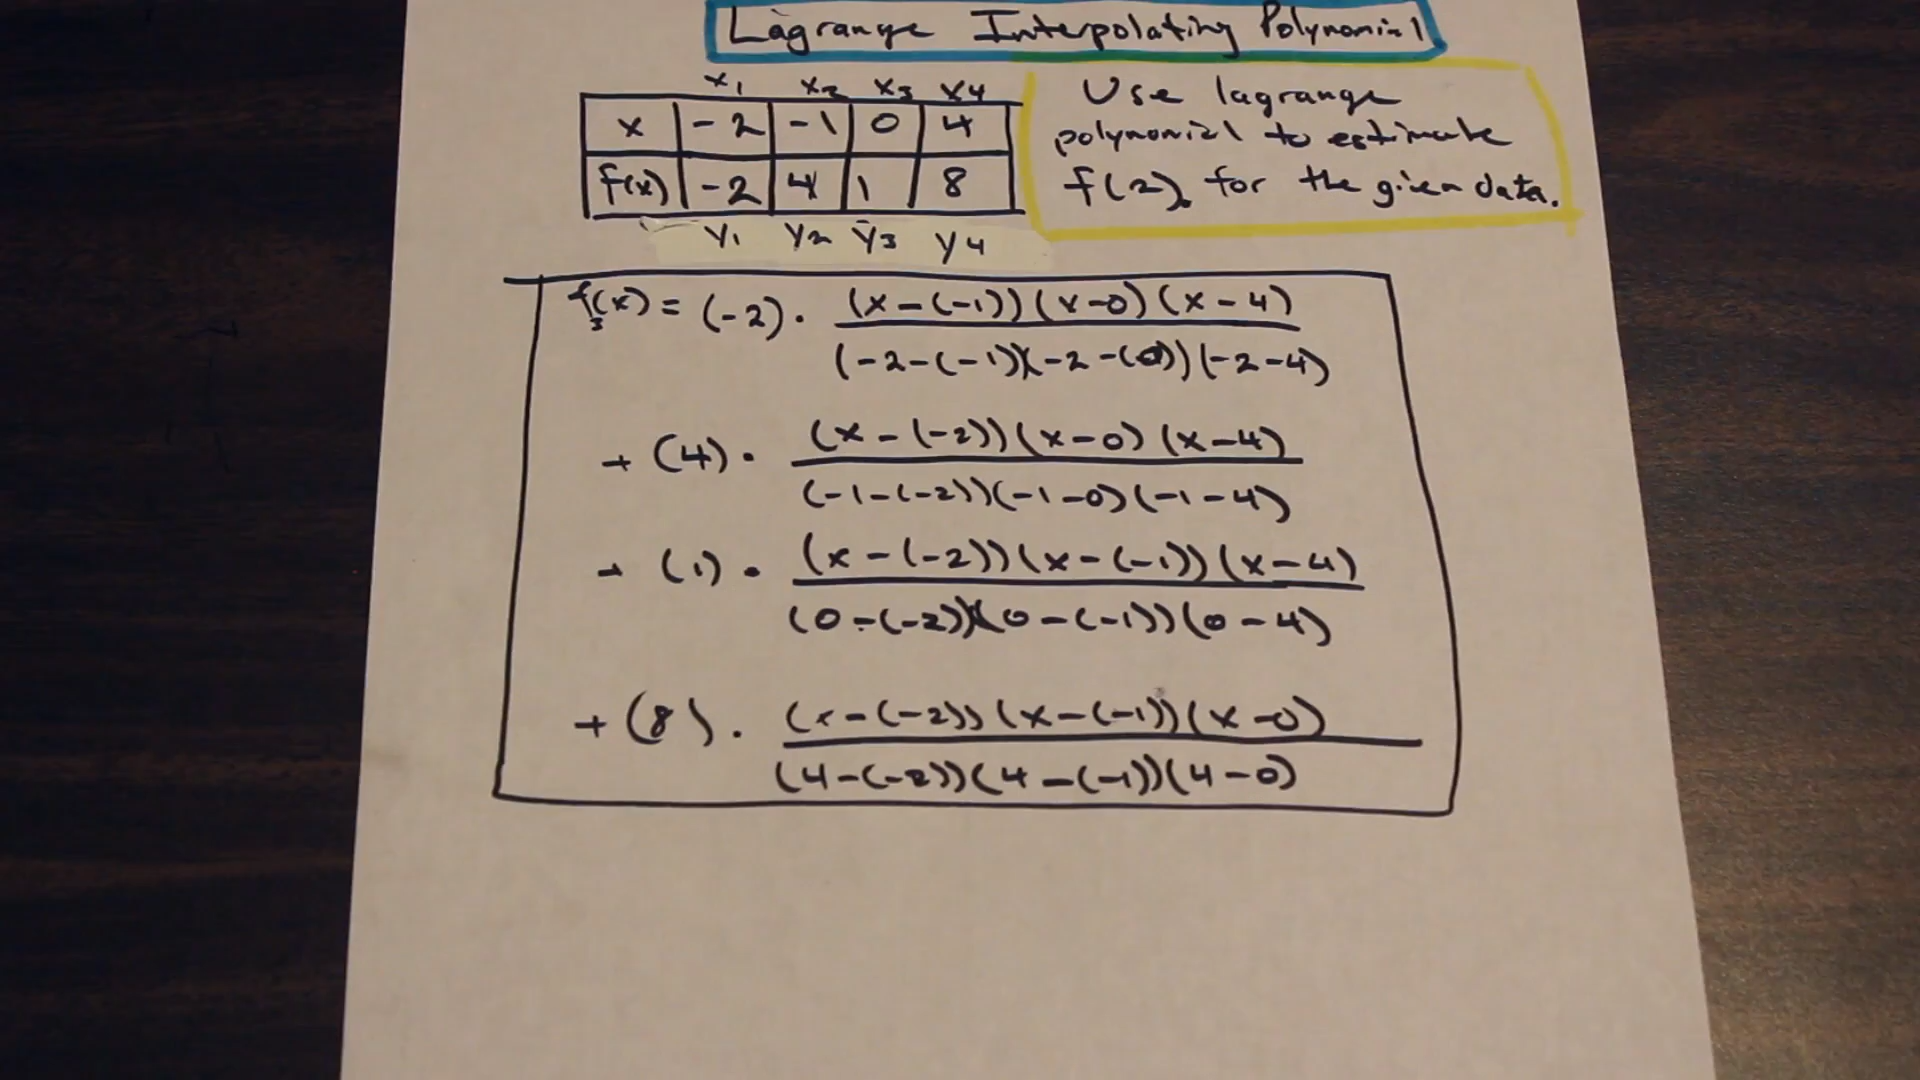 Lagrange Interpolating Polynomial
x1 x2 x3 x4
x -2 -1 0 4
f(x) -2 4 1 8
y1 y2 y3 y4
Use lagrange
polynomial to estimate
f(2) for the given data.
f3(x) = (-2) · (x-(-1))(x-0)(x-4)
(-2-(-1))(-2-(0))(-2-4)
+ (4) · (x-(-2))(x-0)(x-4)
(-1-(-2))(-1-0)(-1-4)
+ (1) · (x-(-2))(x-(-1))(x-4)
(0-(-2))(0-(-1))(0-4)
+ (8) · (x-(-2))(x-(-1))(x-0)
(4-(-2))(4-(-1))(4-0)